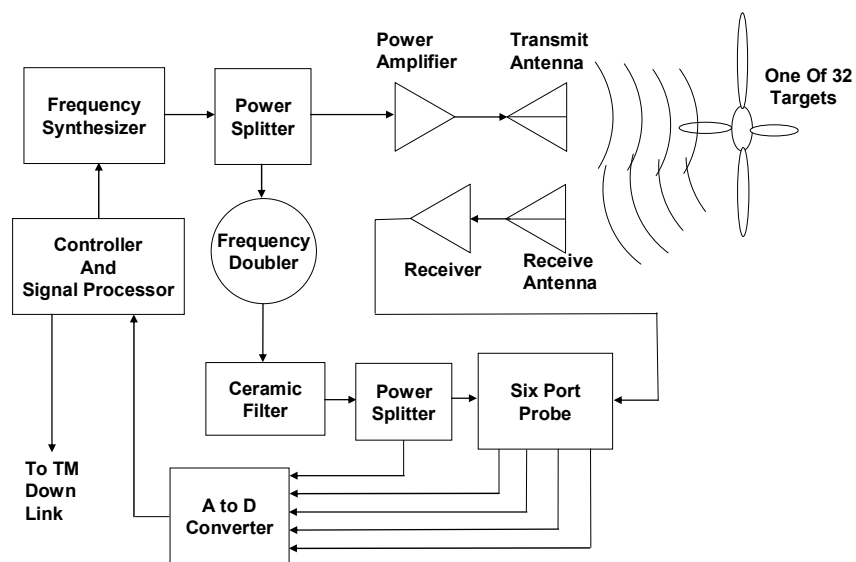 Power
Amplifier
Transmit
Antenna
One Of 32
Targets
Frequency
Synthesizer
Power
Splitter
Controller
And
Signal Processor
Frequency
Doubler
Receiver
Receive
Antenna
Ceramic
Filter
Power
Splitter
Six Port
Probe
To TM
Down
Link
A to D
Converter